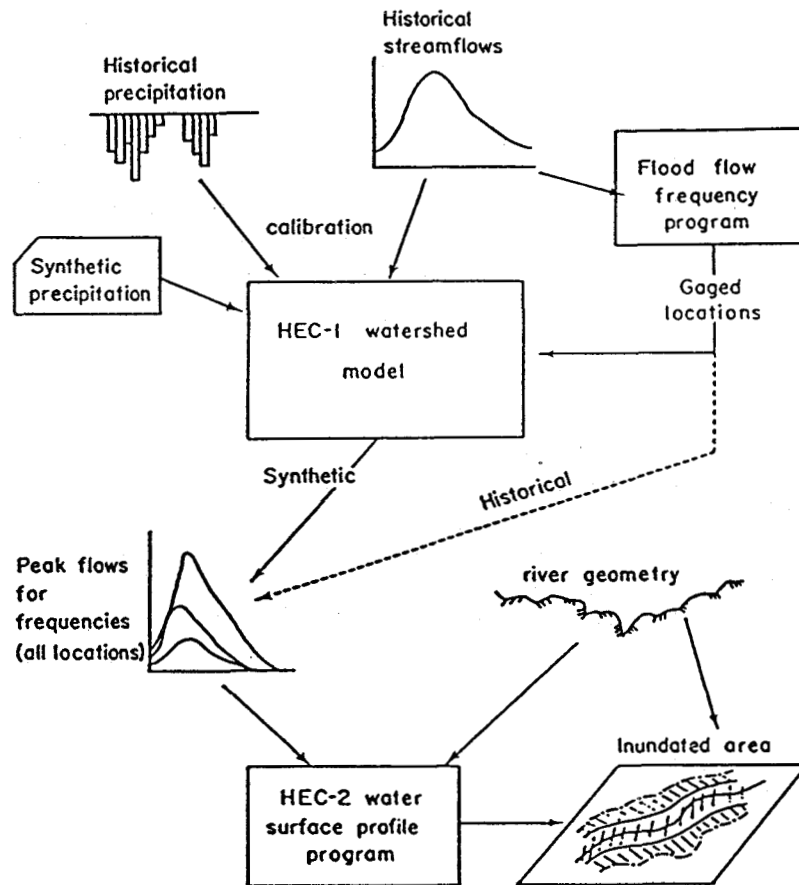 Historical
streamflows
Historical
precipitation
Flood flow
frequency
program
calibration
Synthetic
precipitation
Gaged
locations
HEC-1 watershed
model
Synthetic
Historical
Peak flows
for
frequencies
(all locations)
river geometry
Inundated area
HEC-2 water
surface profile
program